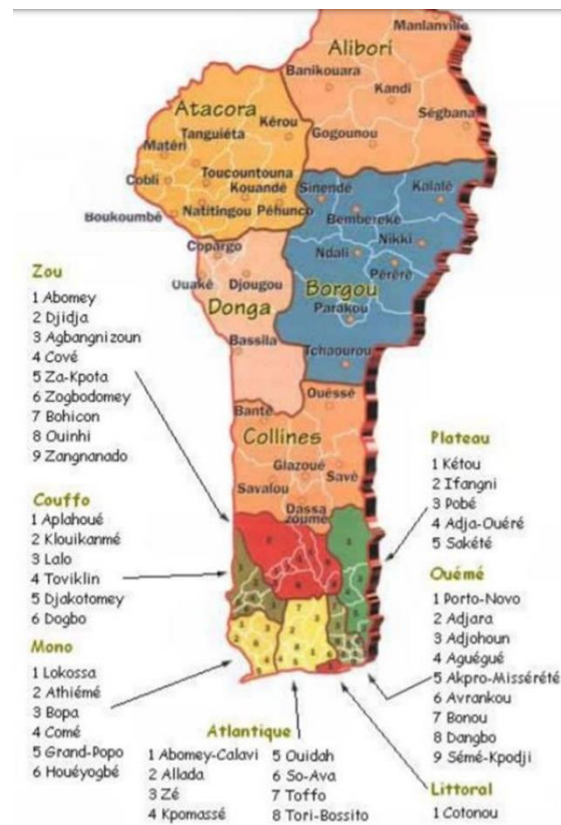 Manlanville
Alibori
Banikouara
Kandi
Ségbana
Gogounou
Atacora
Kérou
Tanguiéta
Matéri
Cobli
Toucountouna
Kouandé
Natitingou
Péhunco
Boukoumbé
Sinendé
Kalalé
Bembereké
Nikki
Ndali
Péréré
Borgou
Parakou
Tchaourou
Copargo
Ouaké
Djougou
Donga
Bassila
Ouéssé
Bantè
Collines
Glazoué
Savè
Savalou
Dassa
zoumé
Zou
1 Abomey
2 Djidja
3 Agbangnizoun
4 Cové
5 Za-Kpota
6 Zogbodomey
7 Bohicon
8 Ouinhi
9 Zangnanado
Couffo
1 Aplahoué
2 Klouikanmé
3 Lalo
4 Toviklin
5 Djakotomey
6 Dogbo
Mono
1 Lokossa
2 Athiémé
3 Bopa
4 Comé
5 Grand-Popo
6 Houéyogbé
Atlantique
1 Abomey-Calavi
2 Allada
3 Zé
4 Kpomassé
5 Ouidah
6 So-Ava
7 Toffo
8 Tori-Bossito
Plateau
1 Kétou
2 Ifangni
3 Pobé
4 Adja-Ouéré
5 Sakété
Ouémé
1 Porto-Novo
2 Adjara
3 Adjohoun
4 Aguégué
5 Akpro-Missérété
6 Avrankou
7 Bonou
8 Dangbo
9 Sémé-Kpodji
Littoral
1 Cotonou